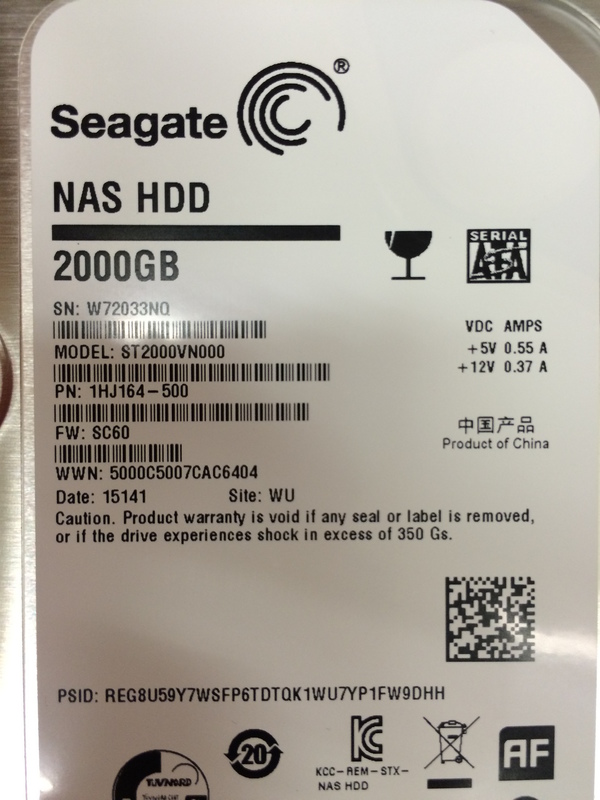 Seagate ®
NAS HDD
2000GB
SERIAL
ATA
SN: W72033NQ
MODEL: ST2000VN000
PN: 1HJ164-500
FW: SC60
WWN: 5000C5007CAC6404
Date: 15141 Site: WU
VDC AMPS
+5V 0.55 A
+12V 0.37 A
中国产品
Product of China
Caution. Product warranty is void if any seal or label is removed,
or if the drive experiences shock in excess of 350 Gs.
PSID: REG8U59Y7WSFP6TDTQK1WU7YP1FW9DHH
20
KCC-REM-STX-
NAS HDD
AF
TUV NORD